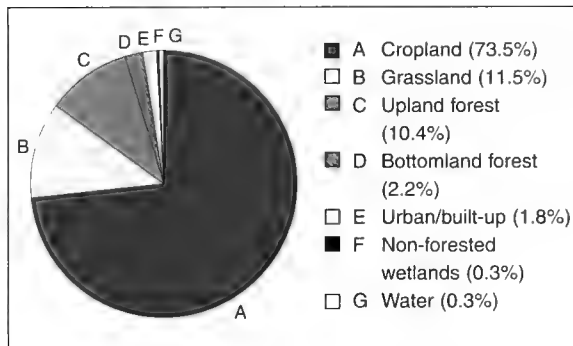 D E F G
C
B
A
A Cropland (73.5%)
B Grassland (11.5%)
C Upland forest
(10.4%)
D Bottomland forest
(2.2%)
E Urban/built-up (1.8%)
F Non-forested
wetlands (0.3%)
G Water (0.3%)